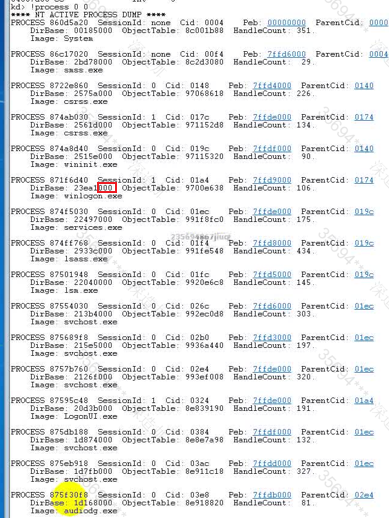 kd> !process 0 0
**** NT ACTIVE PROCESS DUMP ****
PROCESS 860d5a20 SessionId: none Cid: 0004 Peb: 00000000 ParentCid: 0000
DirBase: 00185000 ObjectTable: 8c001b88 HandleCount: 351.
Image: System
PROCESS 86c17020 SessionId: none Cid: 00f4 Peb: 7ffd6000 ParentCid: 0004
DirBase: 2bd78000 ObjectTable: 8c2d3080 HandleCount: 29.
Image: smss.exe
PROCESS 8722e860 SessionId: 0 Cid: 0148 Peb: 7ffd4000 ParentCid: 0140
DirBase: 2575a000 ObjectTable: 97068618 HandleCount: 226.
Image: csrss.exe
PROCESS 874ab030 SessionId: 1 Cid: 017c Peb: 7ffde000 ParentCid: 0174
DirBase: 2561d000 ObjectTable: 971152d8 HandleCount: 134.
Image: csrss.exe
PROCESS 874a8d40 SessionId: 0 Cid: 019c Peb: 7ffdf000 ParentCid: 0140
DirBase: 2515e000 ObjectTable: 97115320 HandleCount: 90.
Image: wininit.exe
PROCESS 871f6d40 SessionId: 1 Cid: 01a4 Peb: 7ffd9000 ParentCid: 0174
DirBase: 23ea1000 ObjectTable: 9700e638 HandleCount: 106.
Image: winlogon.exe
PROCESS 874f5030 SessionId: 0 Cid: 01ec Peb: 7ffde000 ParentCid: 019c
DirBase: 22497000 ObjectTable: 991f8fc0 HandleCount: 175.
Image: services.exe
PROCESS 874ff768 SessionId: 0 Cid: 01f4 Peb: 7ffd8000 ParentCid: 019c
DirBase: 2933c000 ObjectTable: 991fe548 HandleCount: 434.
Image: lsass.exe
PROCESS 87501948 SessionId: 0 Cid: 01fc Peb: 7ffd5000 ParentCid: 019c
DirBase: 22040000 ObjectTable: 9920e6c8 HandleCount: 145.
Image: lsm.exe
PROCESS 87554030 SessionId: 0 Cid: 026c Peb: 7ffd6000 ParentCid: 01ec
DirBase: 213b4000 ObjectTable: 992ec0d8 HandleCount: 303.
Image: svchost.exe
PROCESS 875689f8 SessionId: 0 Cid: 02b0 Peb: 7ffd3000 ParentCid: 01ec
DirBase: 215e5000 ObjectTable: 9936a440 HandleCount: 197.
Image: svchost.exe
PROCESS 8757b760 SessionId: 0 Cid: 02e4 Peb: 7ffde000 ParentCid: 01ec
DirBase: 2126f000 ObjectTable: 993ef008 HandleCount: 320.
Image: svchost.exe
PROCESS 87595c48 SessionId: 1 Cid: 0324 Peb: 7ffde000 ParentCid: 01a4
DirBase: 20d3b000 ObjectTable: 8e839190 HandleCount: 191.
Image: LogonUI.exe
PROCESS 875db188 SessionId: 0 Cid: 0384 Peb: 7ffdf000 ParentCid: 01ec
DirBase: 1d874000 ObjectTable: 8e8e7a98 HandleCount: 132.
Image: svchost.exe
PROCESS 875eb918 SessionId: 0 Cid: 03ac Peb: 7ffdd000 ParentCid: 01ec
DirBase: 1d7fb000 ObjectTable: 8e911c18 HandleCount: 327.
Image: svchost.exe
PROCESS 875f30f8 SessionId: 0 Cid: 03e8 Peb: 7ffdb000 ParentCid: 02e4
DirBase: 1d168000 ObjectTable: 8e918820 HandleCount: 81.
Image: audiodg.exe